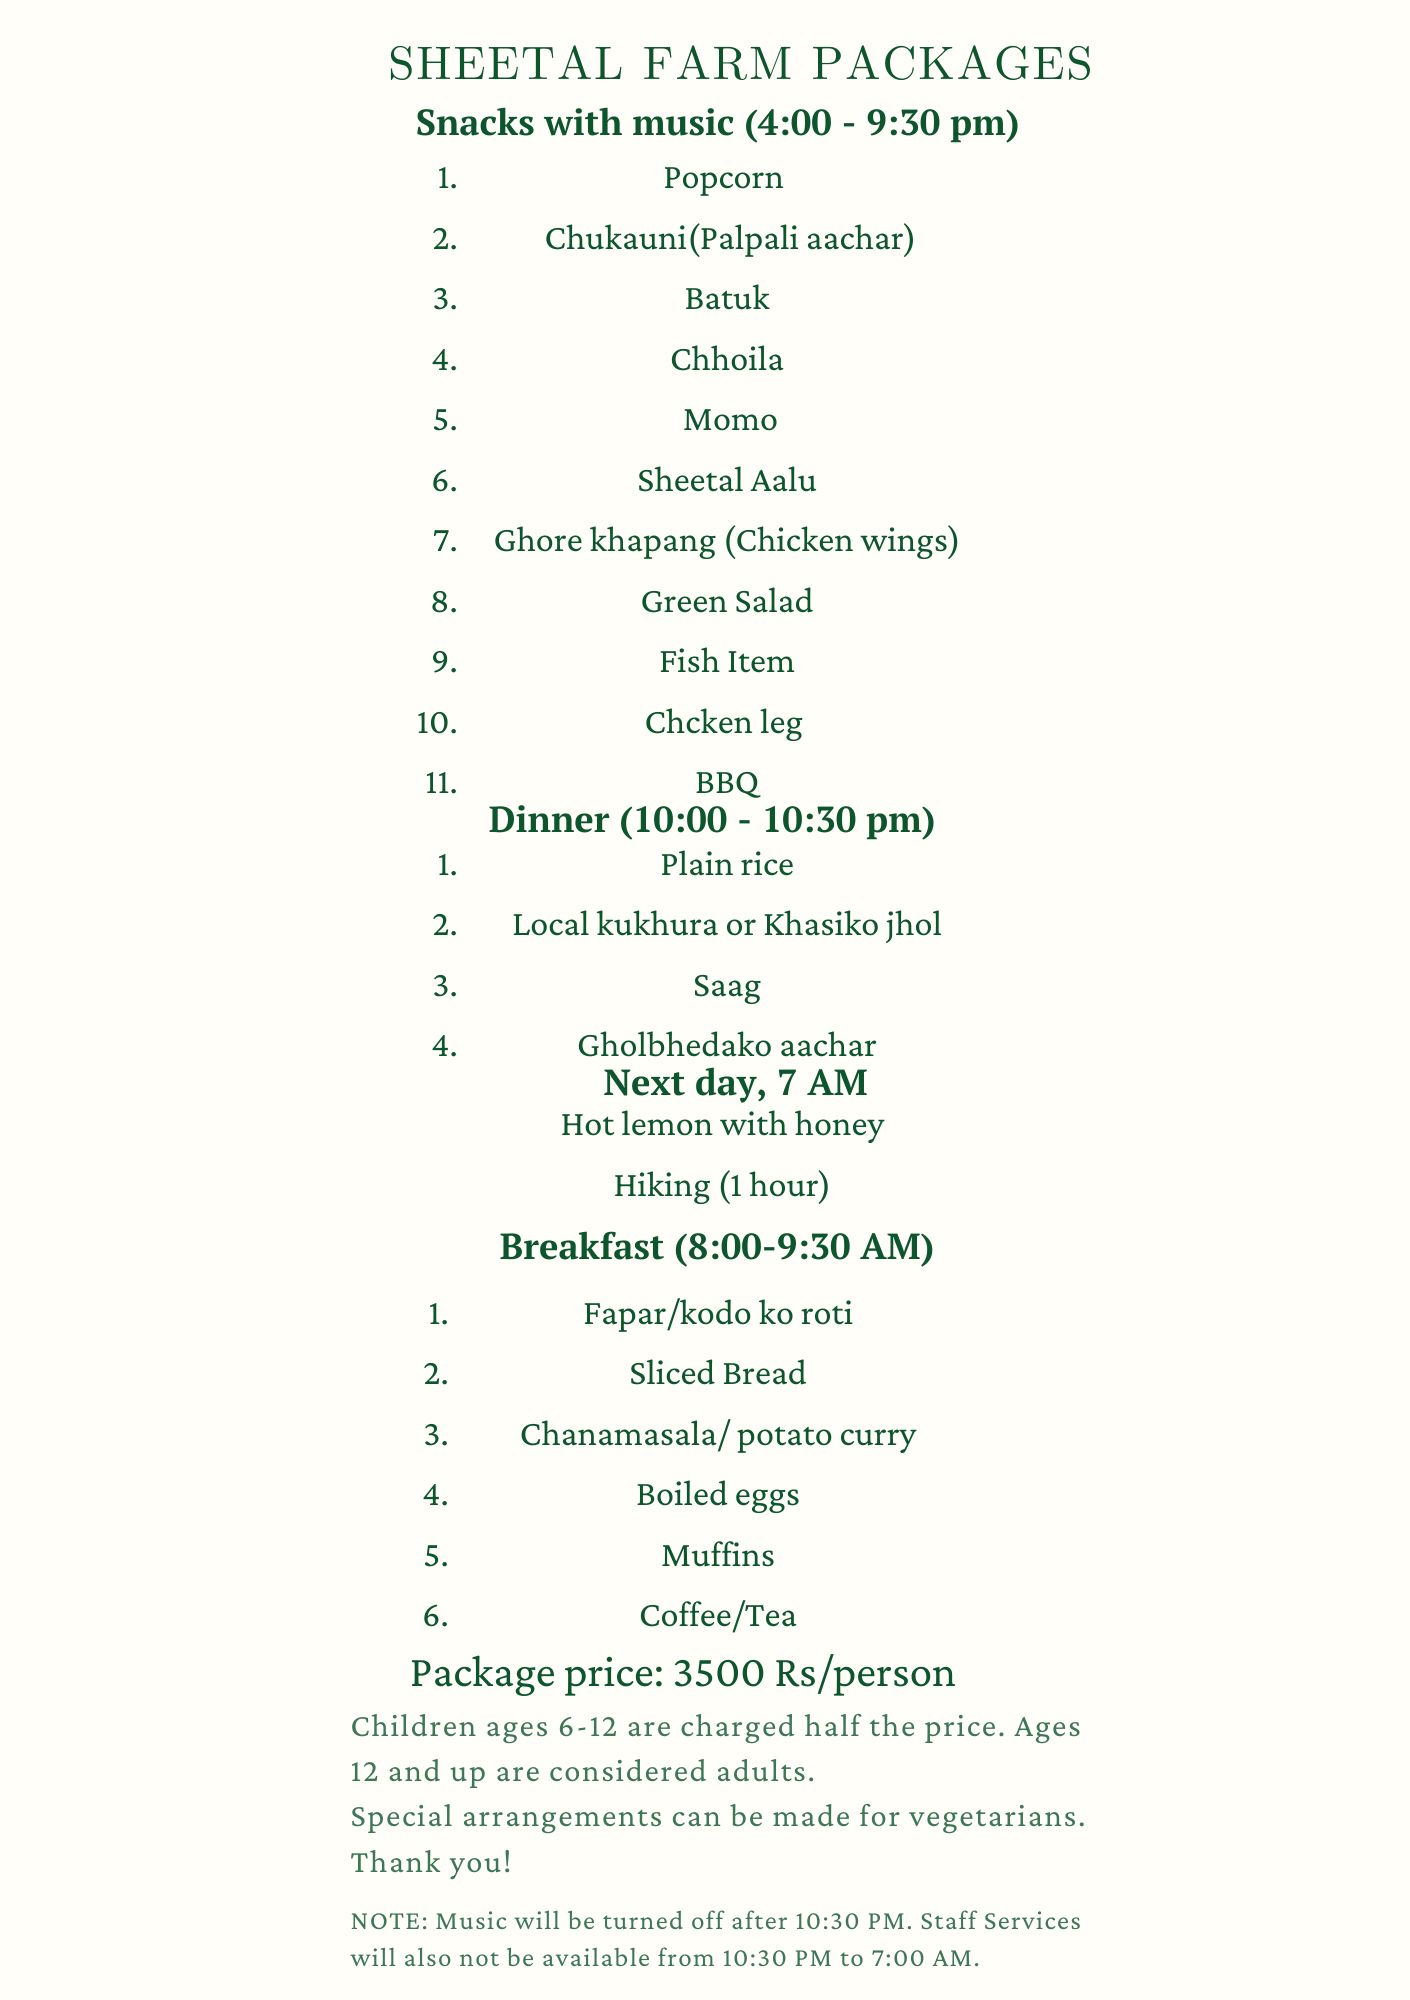 SHEETAL FARM PACKAGES
Snacks with music (4:00 - 9:30 pm)
1. Popcorn
2. Chukauni(Palpali aachar)
3. Batuk
4. Chhoila
5. Momo
6. Sheetal Aalu
7. Ghore khapang (Chicken wings)
8. Green Salad
9. Fish Item
10. Chcken leg
11. BBQ
Dinner (10:00 - 10:30 pm)
1. Plain rice
2. Local kukhura or Khasiko jhol
3. Saag
4. Gholbhedako aachar
Next day, 7 AM
Hot lemon with honey
Hiking (1 hour)
Breakfast (8:00-9:30 AM)
1. Fapar/kodo ko roti
2. Sliced Bread
3. Chanamasala/ potato curry
4. Boiled eggs
5. Muffins
6. Coffee/Tea
Package price: 3500 Rs/person
Children ages 6-12 are charged half the price. Ages
12 and up are considered adults.
Special arrangements can be made for vegetarians.
Thank you!
NOTE: Music will be turned off after 10:30 PM. Staff Services
will also not be available from 10:30 PM to 7:00 AM.